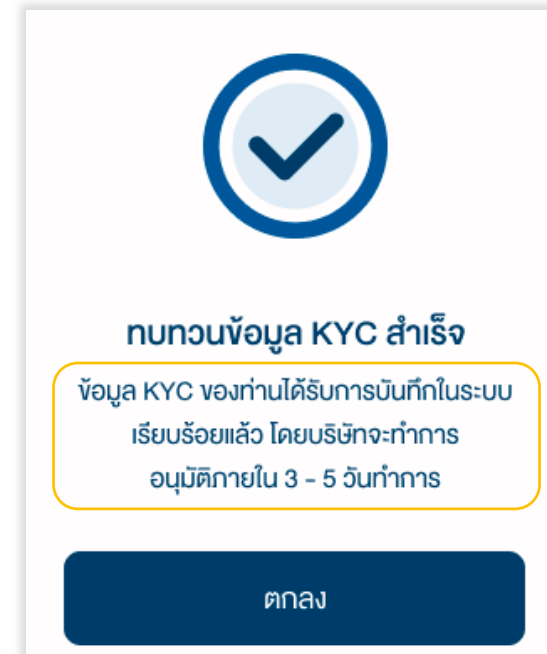 ทบทวนข้อมูล KYC สำเร็จ
ข้อมูล KYC ของท่านได้รับการบันทึกในระบบ
เรียบร้อยแล้ว โดยบริษัทจะทำการ
อนุมัติภายใน 3 - 5 วันทำการ
ตกลง